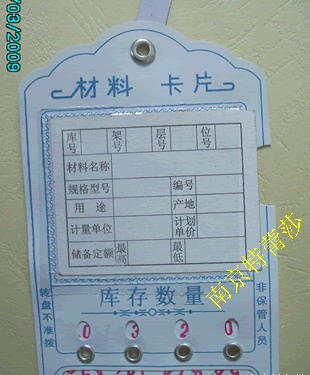 /03/2009
材料 卡片
库号 架号 层号 位号
材料名称
规格型号 编号
用途 产地
计量单位 计划单价
储备定额 最高 最低
库存数量
转盘不准拨
非保管人员
0 3 2 0
南京特蕾莎